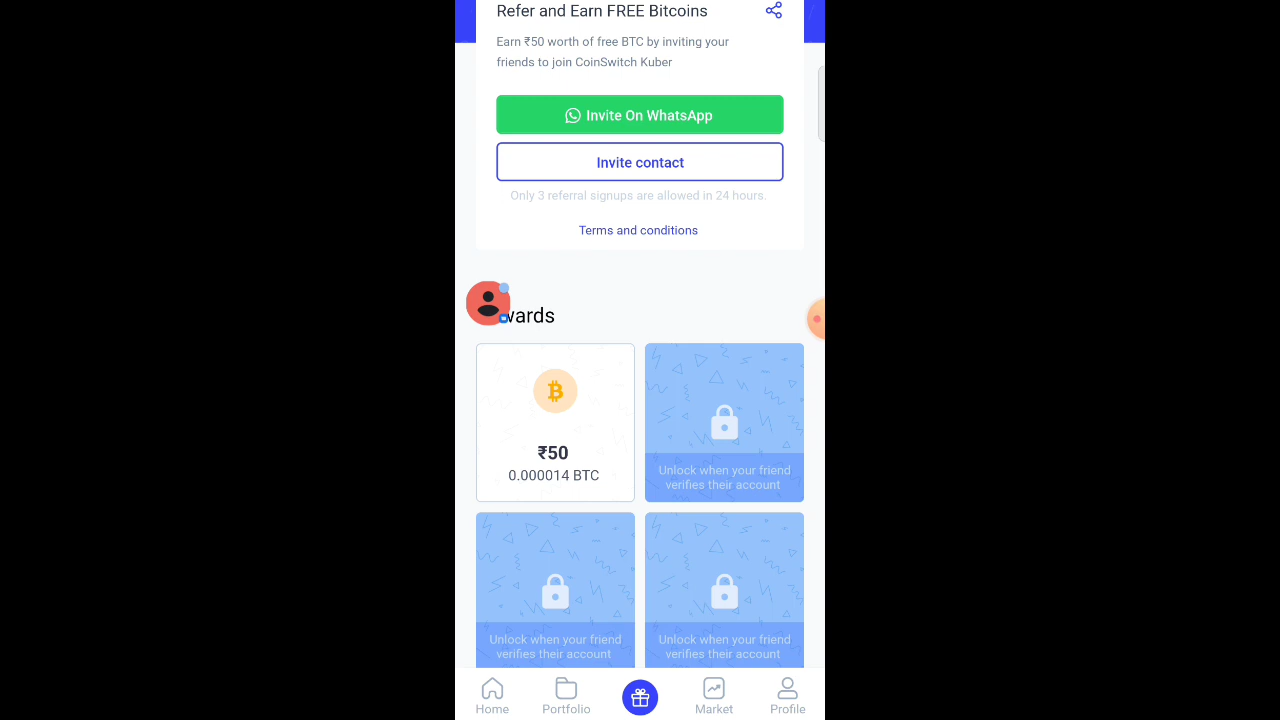 Refer and Earn FREE Bitcoins
Earn ₹50 worth of free BTC by inviting your
friends to join CoinSwitch Kuber
Invite On WhatsApp
Invite contact
Only 3 referral signups are allowed in 24 hours.
Terms and conditions
wards
₹50
0.000014 BTC
Unlock when your friend
verifies their account
Unlock when your friend
verifies their account
Unlock when your friend
verifies their account
Home
Portfolio
Market
Profile